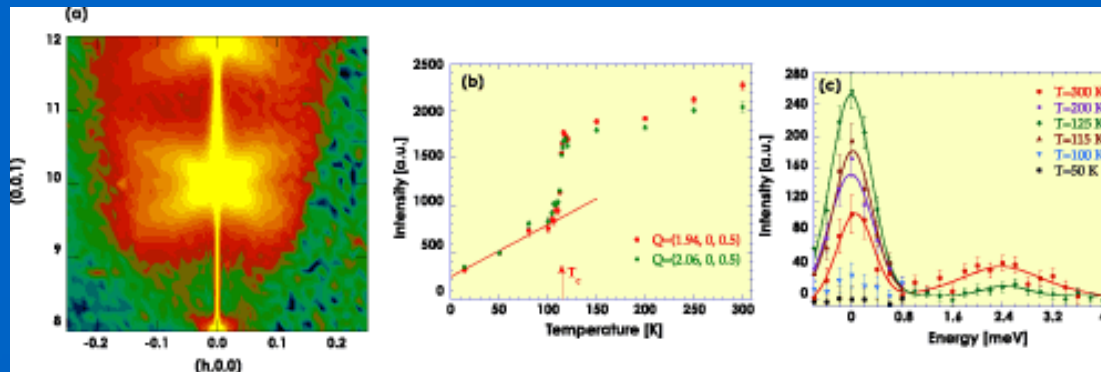 (a)
12
11
10
9
8
(0,0,1)
-0.2 -0.1 0.0 0.1 0.2
(h,0,0)
(b)
2500
2000
1500
1000
500
0
Intensity [a.u.]
Q=(1.94, 0, 0.5)
Q=(2.06, 0, 0.5)
T c
0 50 100 150 200 250 300
Temperature [K]
(c)
280
240
200
160
120
80
40
0
Intensity [a.u.]
T=300 K
T=200 K
T=125 K
T=115 K
T=100 K
T=50 K
0 0.8 1.6 2.4 3.2 4
Energy [meV]